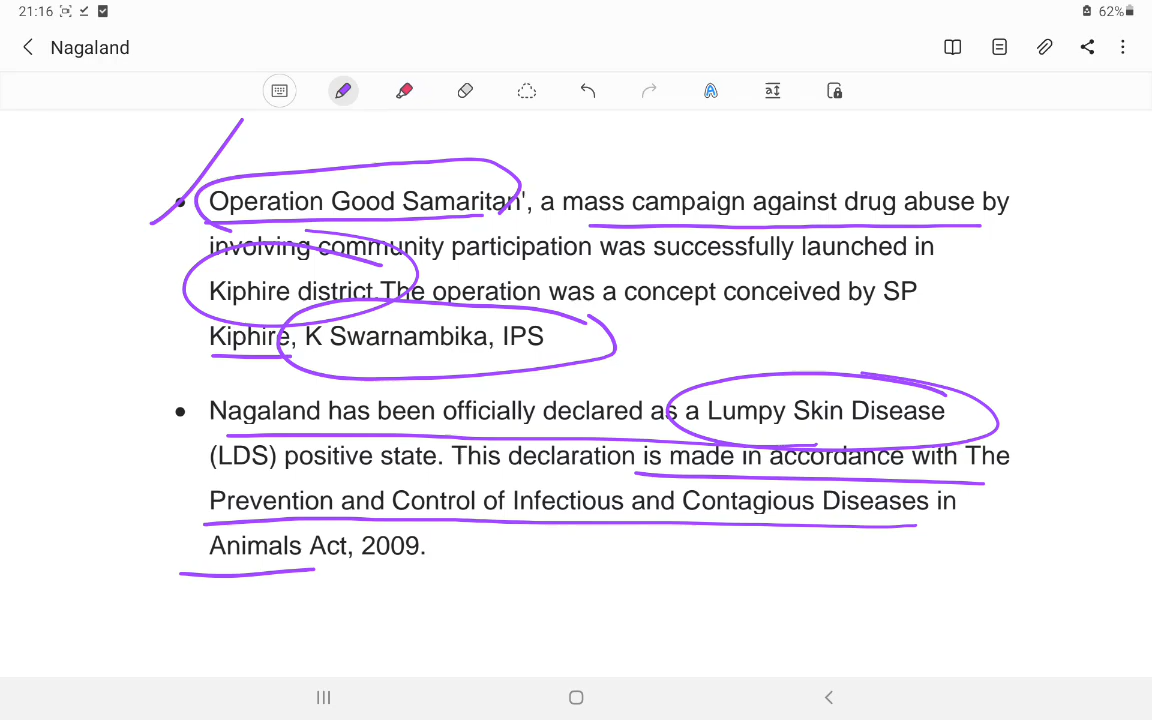 21:16
62%
Nagaland
• Operation Good Samaritan', a mass campaign against drug abuse by
involving community participation was successfully launched in
Kiphire district.The operation was a concept conceived by SP
Kiphire, K Swarnambika, IPS
• Nagaland has been officially declared as a Lumpy Skin Disease
(LDS) positive state. This declaration is made in accordance with The
Prevention and Control of Infectious and Contagious Diseases in
Animals Act, 2009.